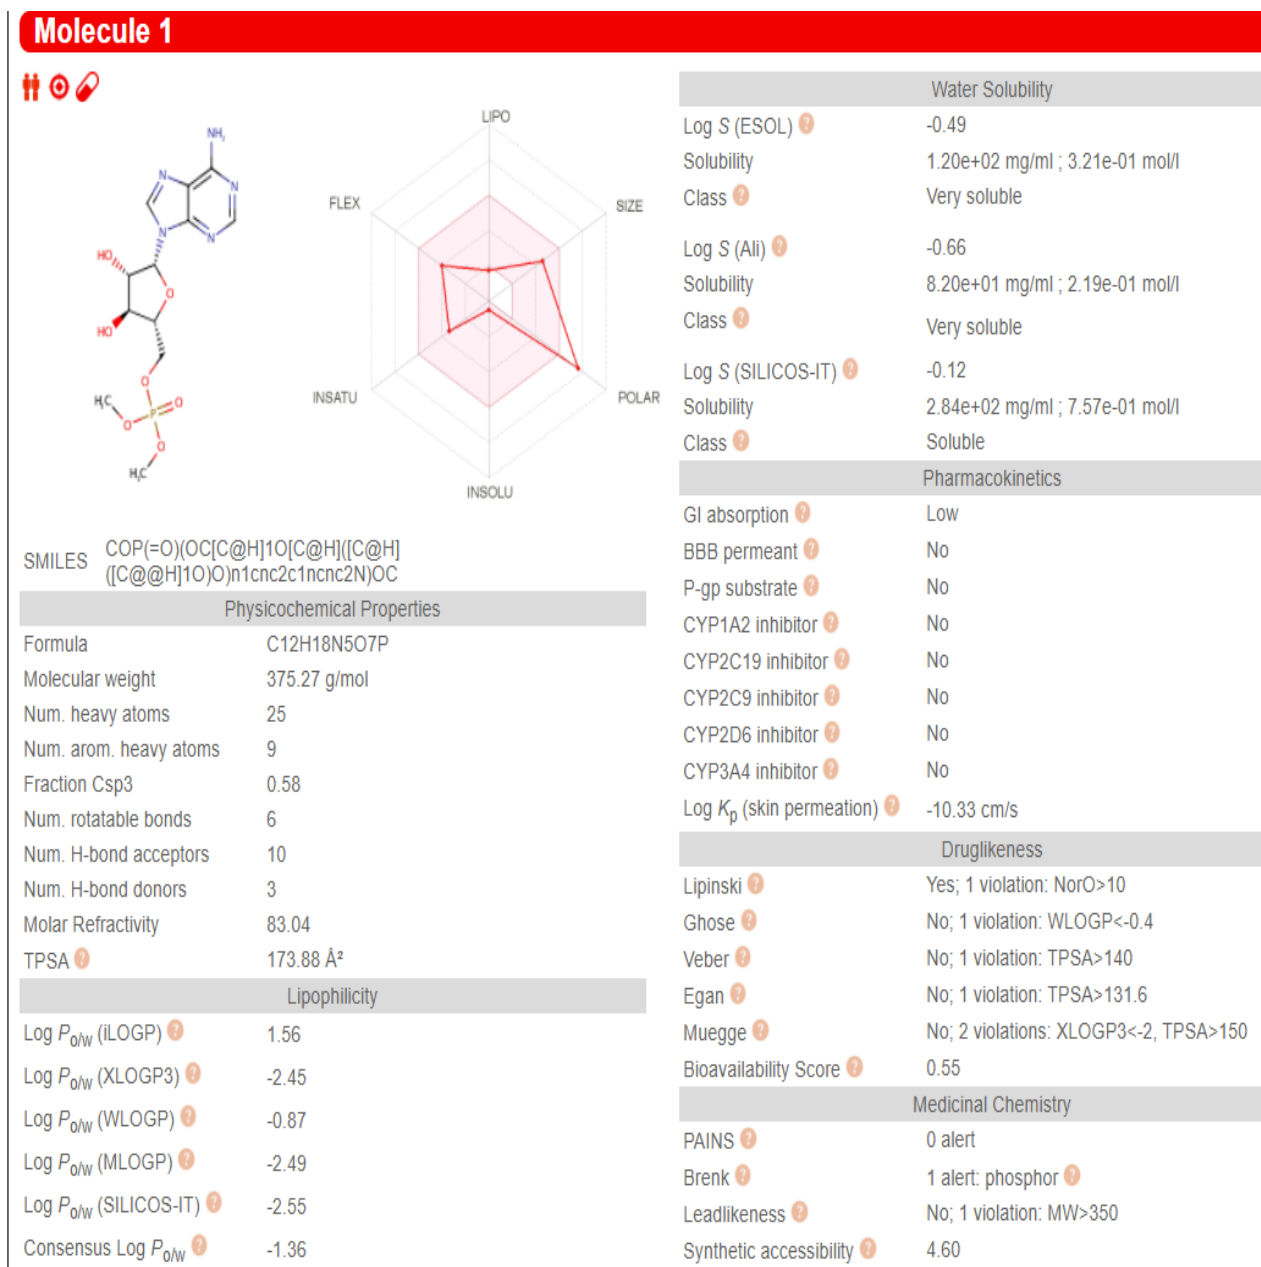 Molecule 1
NH₂
N
N
N
N
N
HO
O
HO
O
H₃C
O
P
O
O
H₃C
LIPO
FLEX
SIZE
INSATU
POLAR
INSOLU
SMILES COP(=O)(OC[C@H]1O[C@H]([C@H]
([C@@H]1O)O)n1cnc2c1ncnc2N)OC
Physicochemical Properties
Formula C12H18N5O7P
Molecular weight 375.27 g/mol
Num. heavy atoms 25
Num. arom. heavy atoms 9
Fraction Csp3 0.58
Num. rotatable bonds 6
Num. H-bond acceptors 10
Num. H-bond donors 3
Molar Refractivity 83.04
TPSA ? 173.88 Å²
Lipophilicity
Log Po/w (iLOGP) ? 1.56
Log Po/w (XLOGP3) ? -2.45
Log Po/w (WLOGP) ? -0.87
Log Po/w (MLOGP) ? -2.49
Log Po/w (SILICOS-IT) ? -2.55
Consensus Log Po/w ? -1.36
Water Solubility
Log S (ESOL) ? -0.49
Solubility 1.20e+02 mg/ml ; 3.21e-01 mol/l
Class ? Very soluble
Log S (Ali) ? -0.66
Solubility 8.20e+01 mg/ml ; 2.19e-01 mol/l
Class ? Very soluble
Log S (SILICOS-IT) ? -0.12
Solubility 2.84e+02 mg/ml ; 7.57e-01 mol/l
Class ? Soluble
Pharmacokinetics
GI absorption ? Low
BBB permeant ? No
P-gp substrate ? No
CYP1A2 inhibitor ? No
CYP2C19 inhibitor ? No
CYP2C9 inhibitor ? No
CYP2D6 inhibitor ? No
CYP3A4 inhibitor ? No
Log Kp (skin permeation) ? -10.33 cm/s
Druglikeness
Lipinski ? Yes; 1 violation: NorO>10
Ghose ? No; 1 violation: WLOGP<-0.4
Veber ? No; 1 violation: TPSA>140
Egan ? No; 1 violation: TPSA>131.6
Muegge ? No; 2 violations: XLOGP3<-2, TPSA>150
Bioavailability Score ? 0.55
Medicinal Chemistry
PAINS ? 0 alert
Brenk ? 1 alert: phosphor ?
Leadlikeness ? No; 1 violation: MW>350
Synthetic accessibility ? 4.60